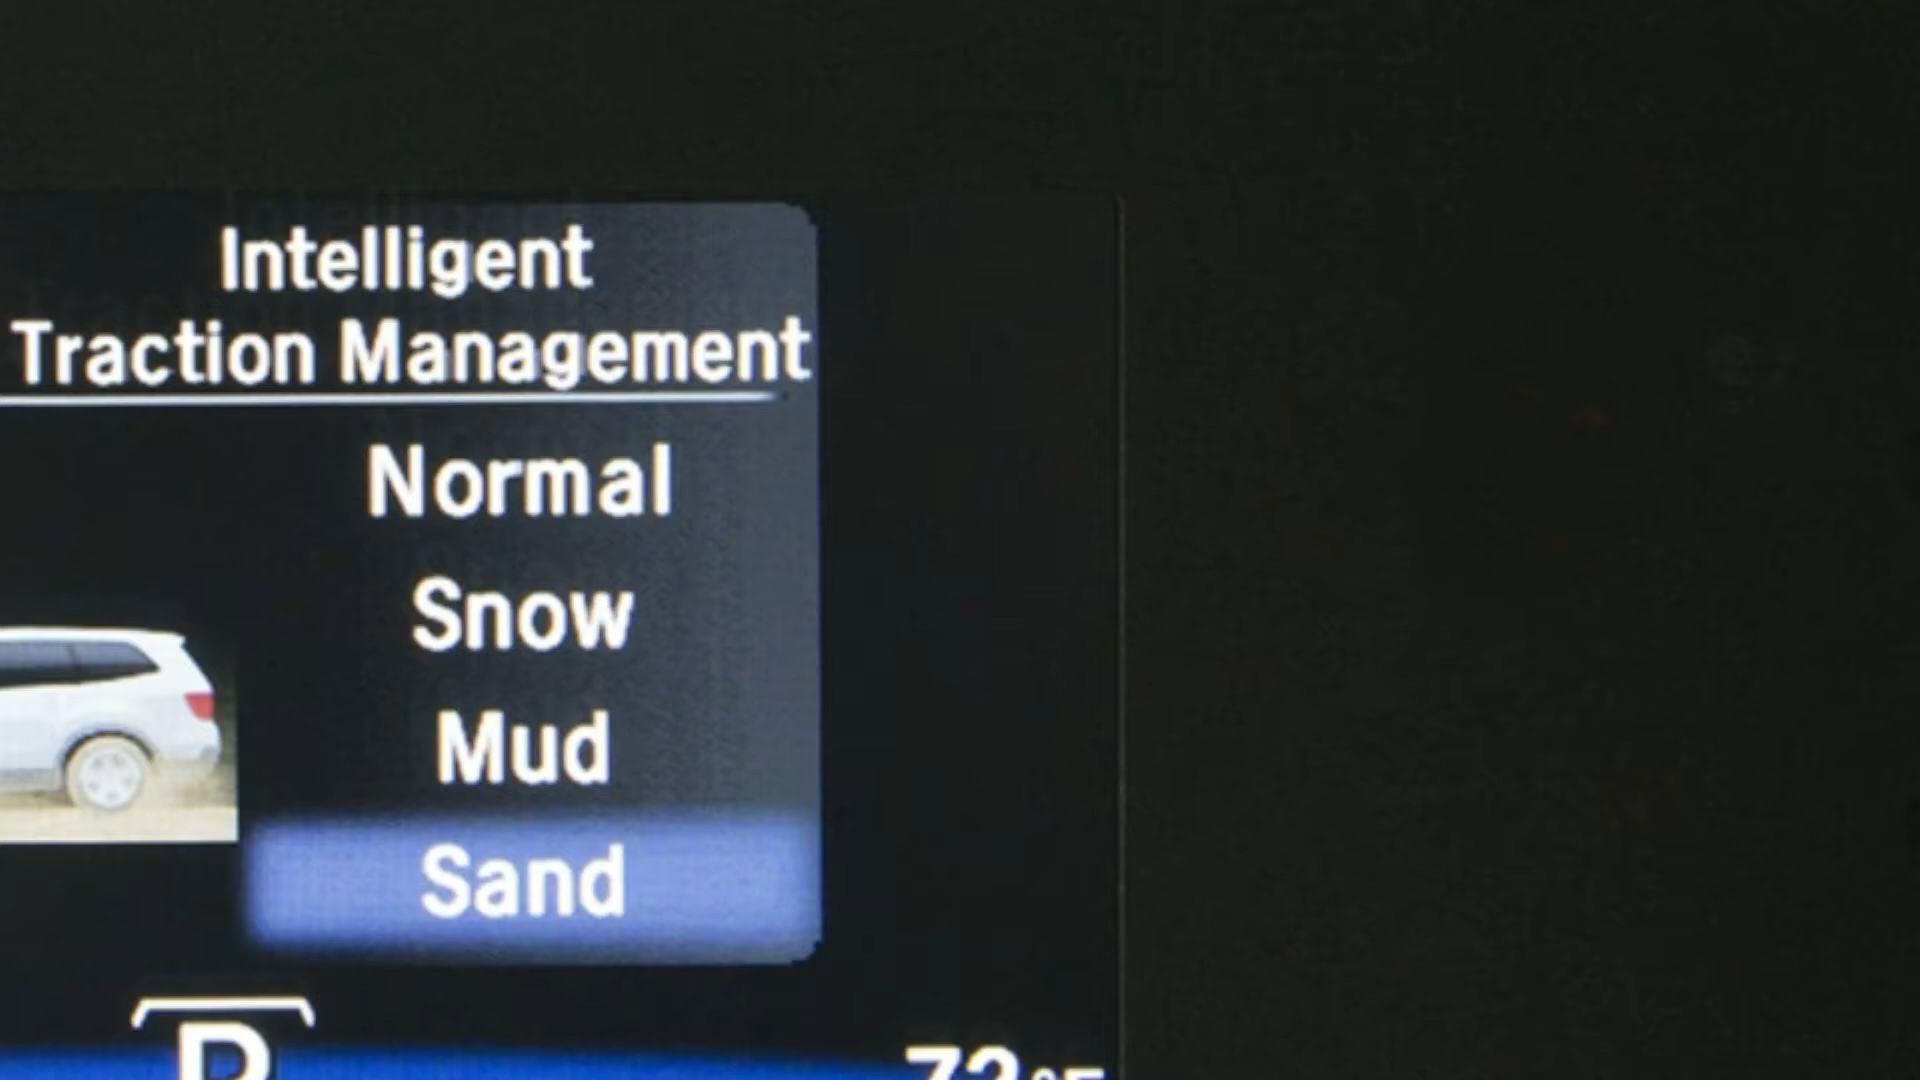 Intelligent
Traction Management
Normal
Snow
Mud
Sand